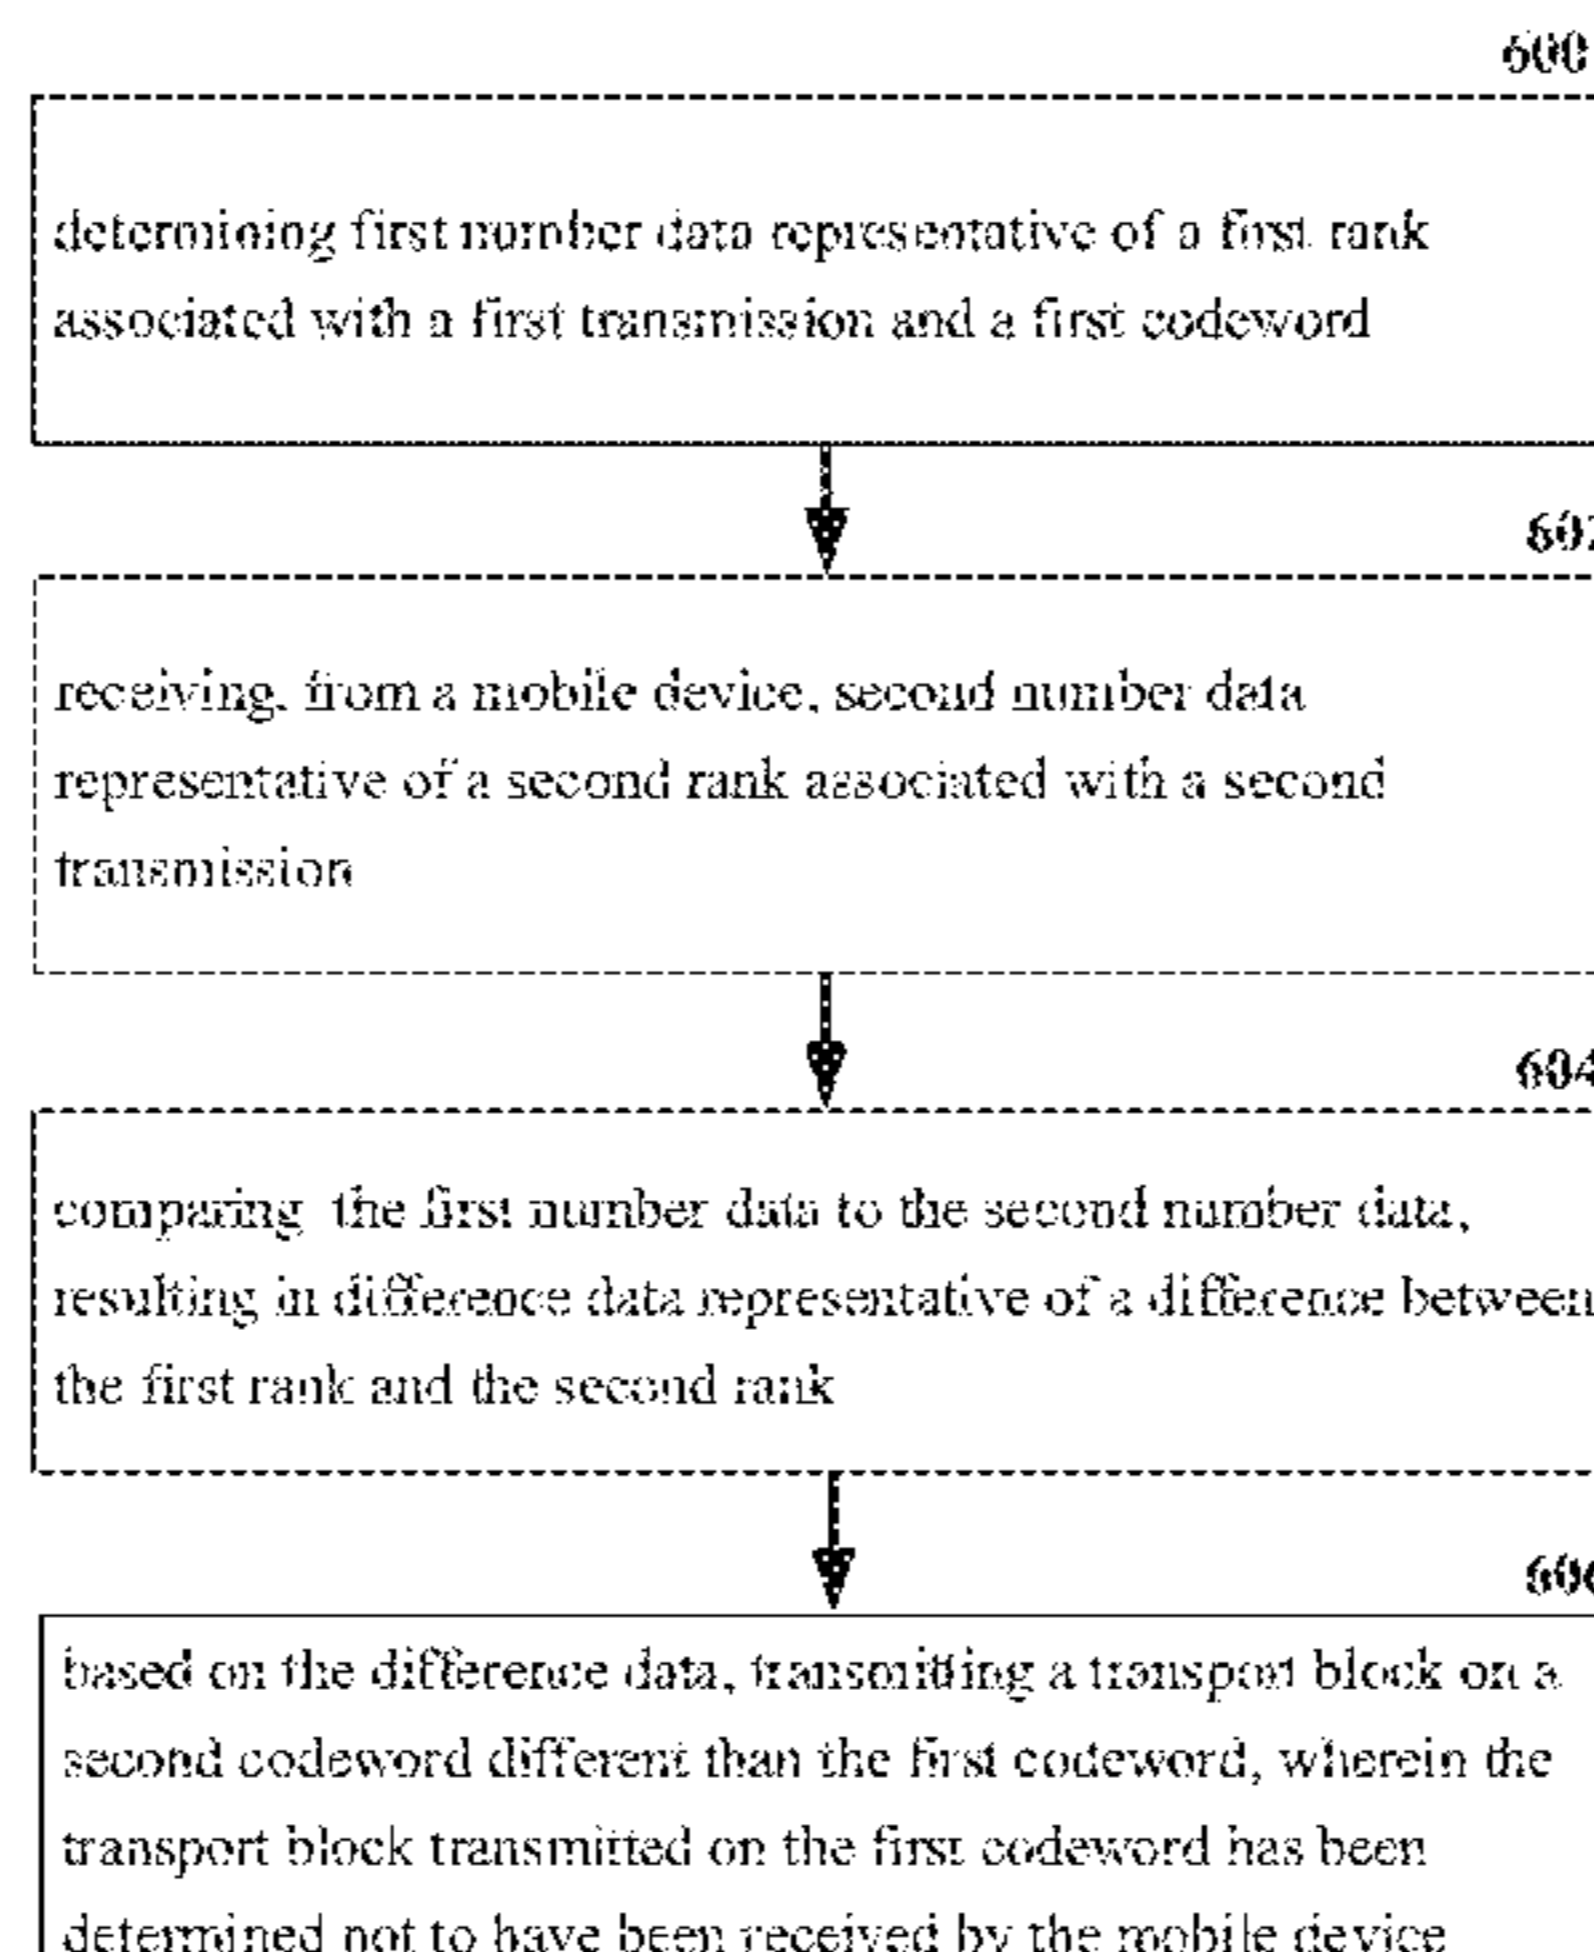 600
determining first number data representative of a first rank
associated with a first transmission and a first codeword
602
receiving, from a mobile device, second number data
representative of a second rank associated with a second
transmission
604
comparing the first number data to the second number data,
resulting in difference data representative of a difference between
the first rank and the second rank
606
based on the difference data, transmitting a transport block on a
second codeword different than the first codeword, wherein the
transport block transmitted on the first codeword has been
determined not to have been received by the mobile device